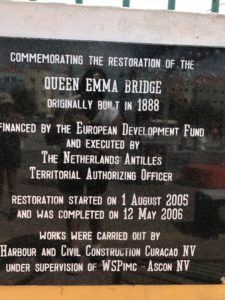 COMMEMORATING THE RESTORATION OF THE
QUEEN EMMA BRIDGE
ORIGINALLY BUILT IN 1888
FINANCED BY THE EUROPEAN DEVELOPMENT FUND
AND EXECUTED BY
THE NETHERLANDS ANTILLES
TERRITORIAL AUTHORIZING OFFICER
RESTORATION STARTED ON 1 AUGUST 2005
AND WAS COMPLETED ON 12 MAY 2006
WORKS WERE CARRIED OUT BY
HARBOUR AND CIVIL CONSTRUCTION CURAÇAO NV
UNDER SUPERVISION OF WSPIMC - ASCON NV